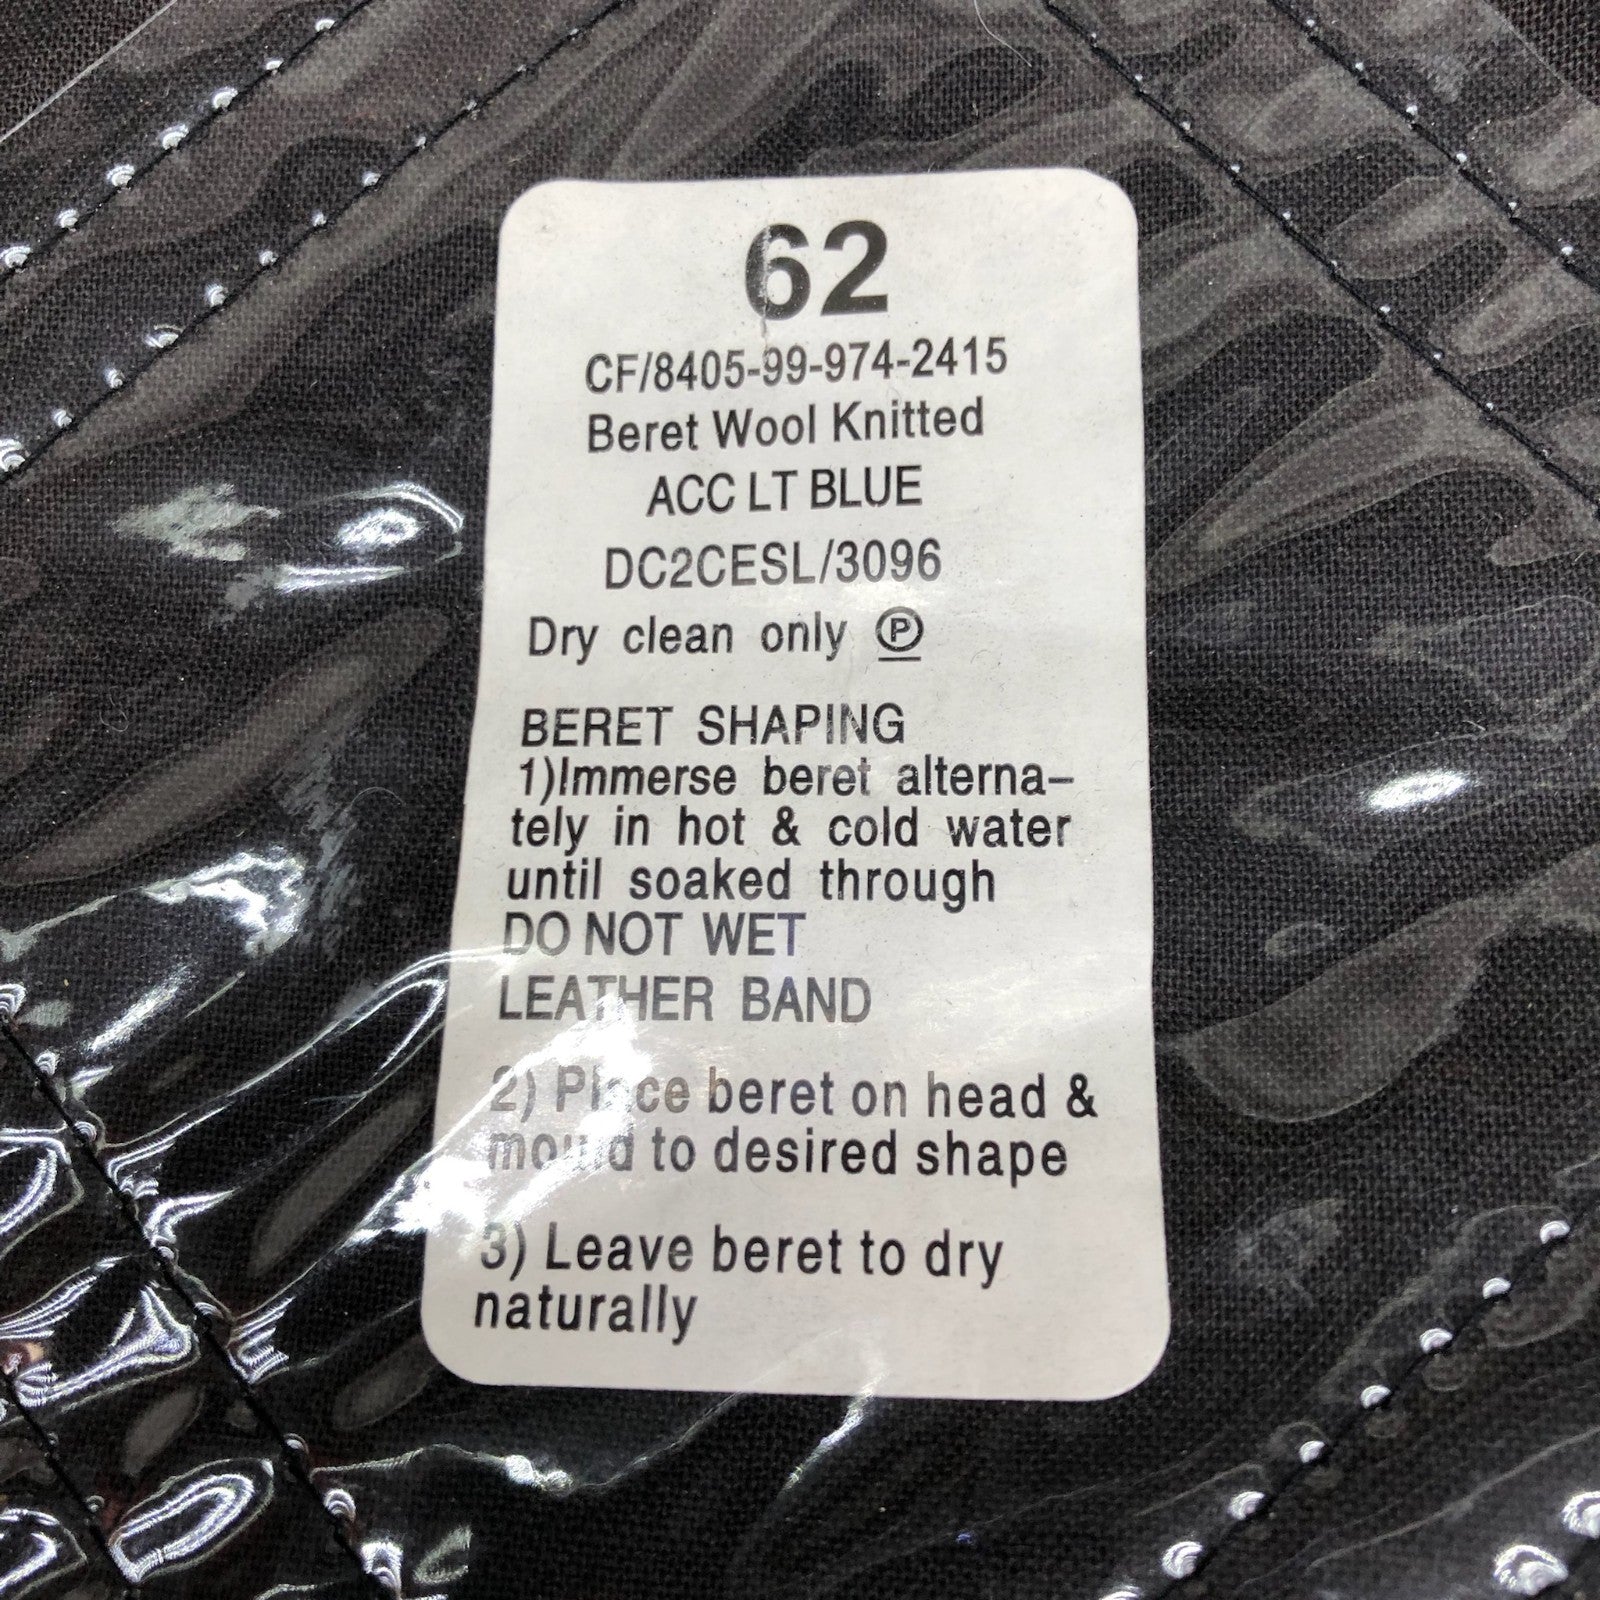 62
CF/8405-99-974-2415
Beret Wool Knitted
ACC LT BLUE
DC2CESL/3096
Dry clean only Ⓟ
BERET SHAPING
1)Immerse beret alterna-
tely in hot & cold water
until soaked through
DO NOT WET
LEATHER BAND
2) Place beret on head &
mould to desired shape
3) Leave beret to dry
naturally